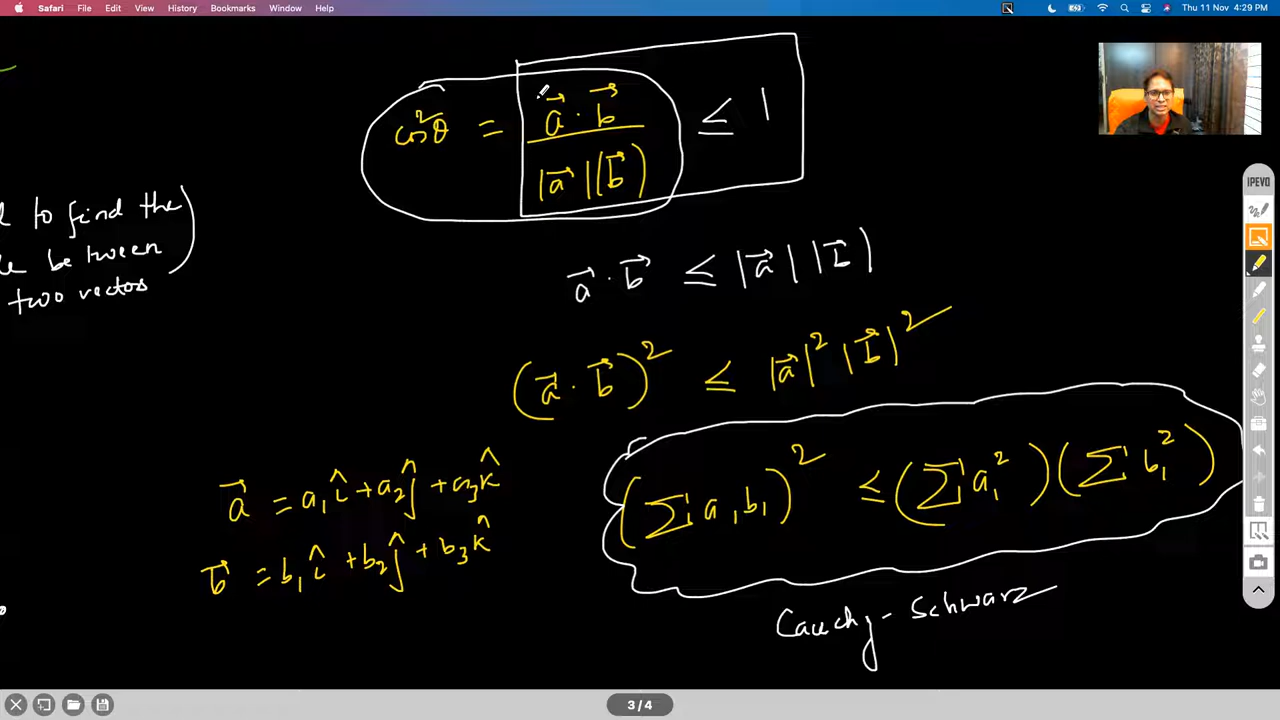 Safari File Edit View History Bookmarks Window Help Thu 11 Nov 4:29 PM
cos²θ = a⃗ · b⃗ / |a⃗| |b⃗) ≤ 1
IPEVO
to find the
between
two vectors
a⃗ · b⃗ ≤ |a⃗| |b⃗|
(a⃗ · b⃗)² ≤ |a⃗|² |b⃗|²
a⃗ = a₁î + a₂ĵ + a₃k̂
(∑ a₁b₁)² ≤ (∑ a₁²) (∑ b₁²)
b⃗ = b₁î + b₂ĵ + b₃k̂
Cauchy - Schwarz
3 / 4